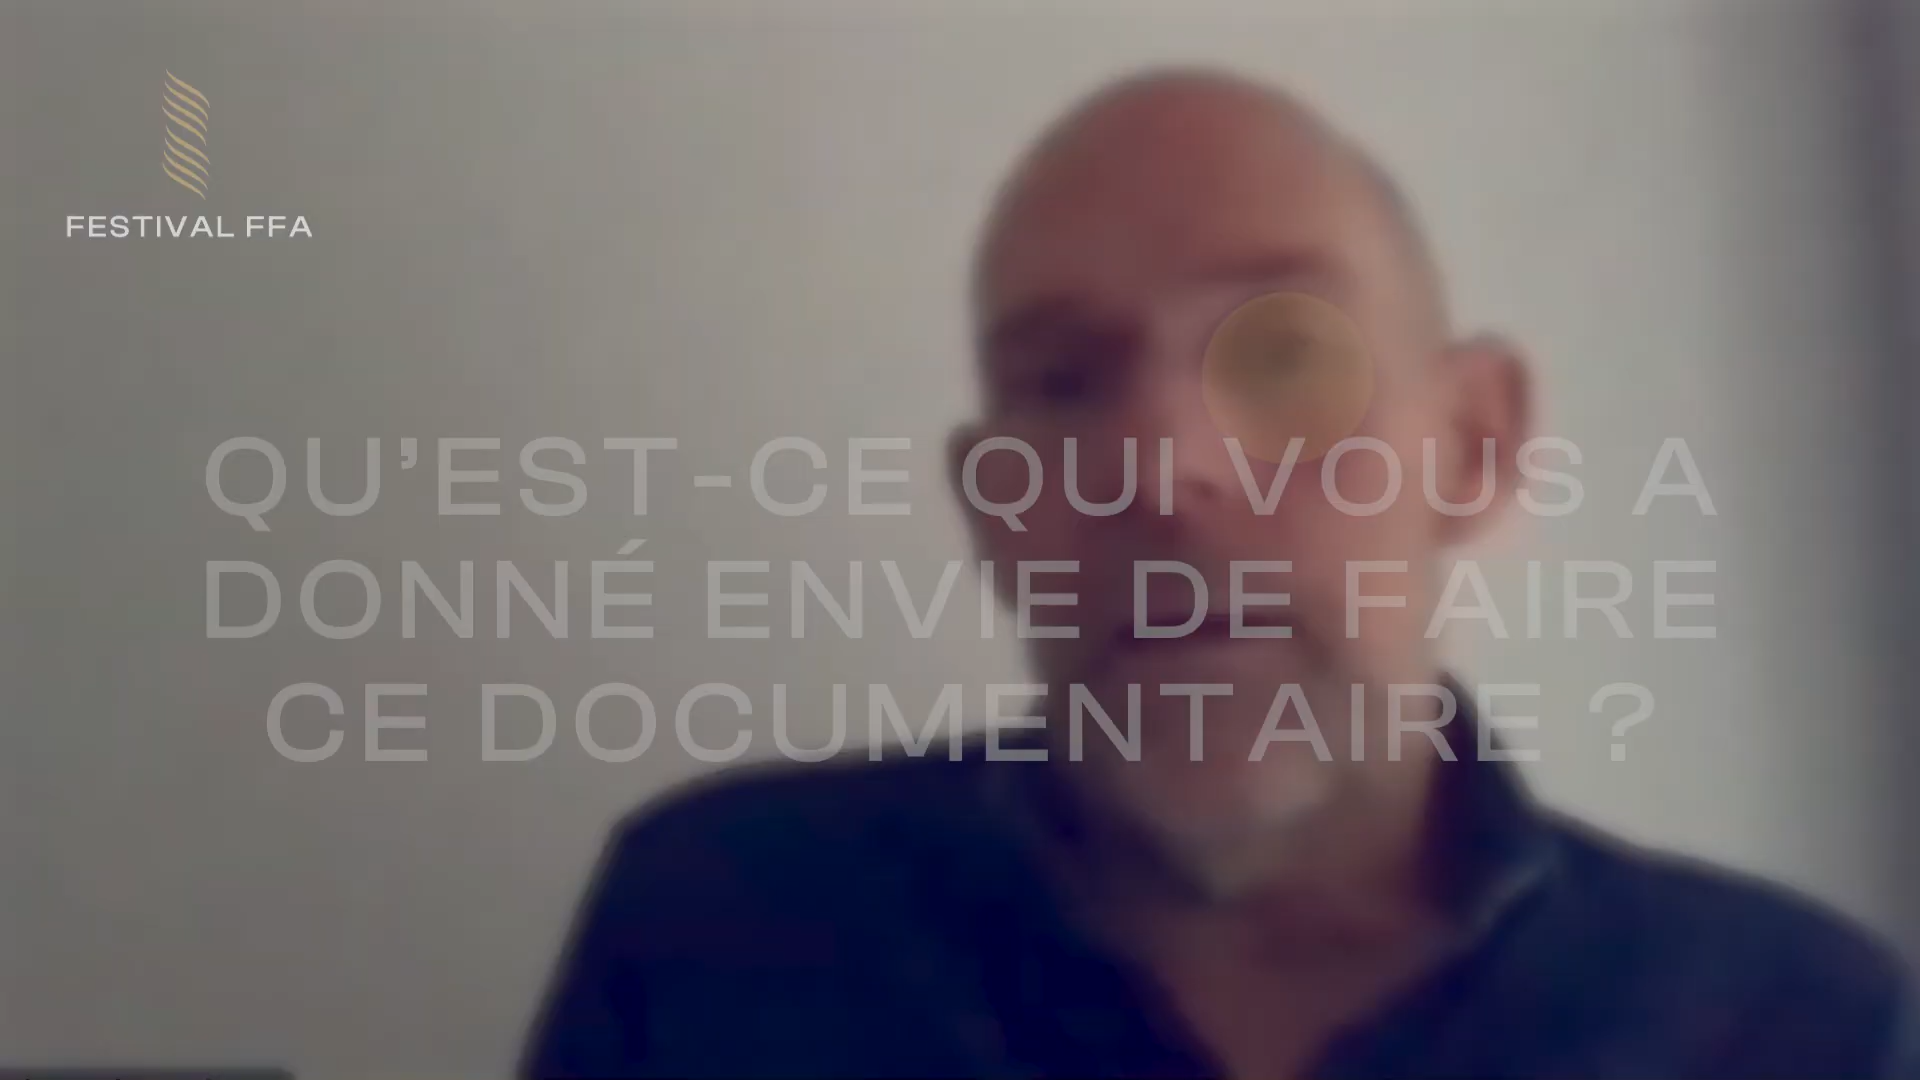 FESTIVAL FFA
QU’EST-CE QUI VOUS A
DONNÉ ENVIE DE FAIRE
CE DOCUMENTAIRE ?